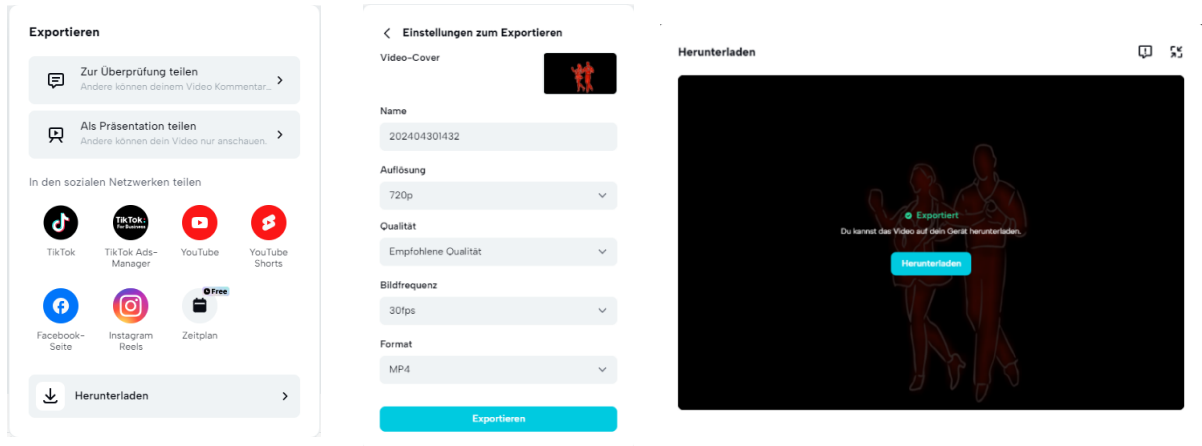 Exportieren
Zur Überprüfung teilen
Andere können deinem Video Kommentar...
Als Präsentation teilen
Andere können dein Video nur anschauen.
In den sozialen Netzwerken teilen
TikTok:
For Business
TikTok
TikTok Ads-
Manager
YouTube
YouTube
Shorts
Free
Facebook-
Seite
Instagram
Reels
Zeitplan
Herunterladen
Einstellungen zum Exportieren
Video-Cover
Name
202404301432
Auflösung
720p
Qualität
Empfohlene Qualität
Bildfrequenz
30fps
Format
MP4
Exportieren
Herunterladen
Exportiert
Du kannst das Video auf dein Gerät herunterladen.
Herunterladen